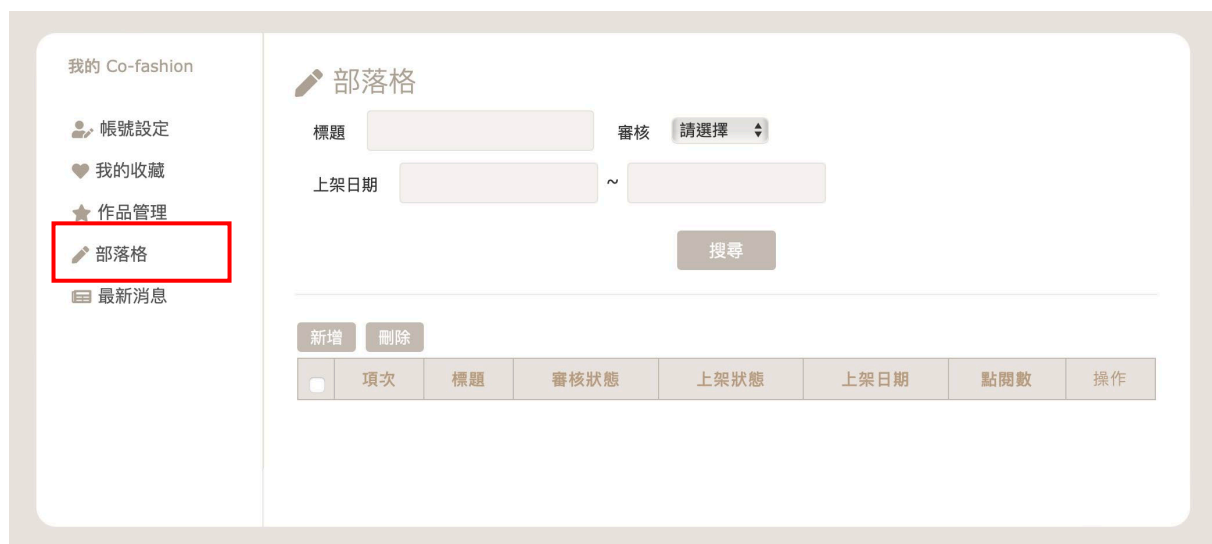 我的 Co-fashion
帳號設定
我的收藏
作品管理
部落格
最新消息
部落格
標題 審核 請選擇
上架日期 ~
搜尋
新增 刪除
項次 標題 審核狀態 上架狀態 上架日期 點閱數 操作